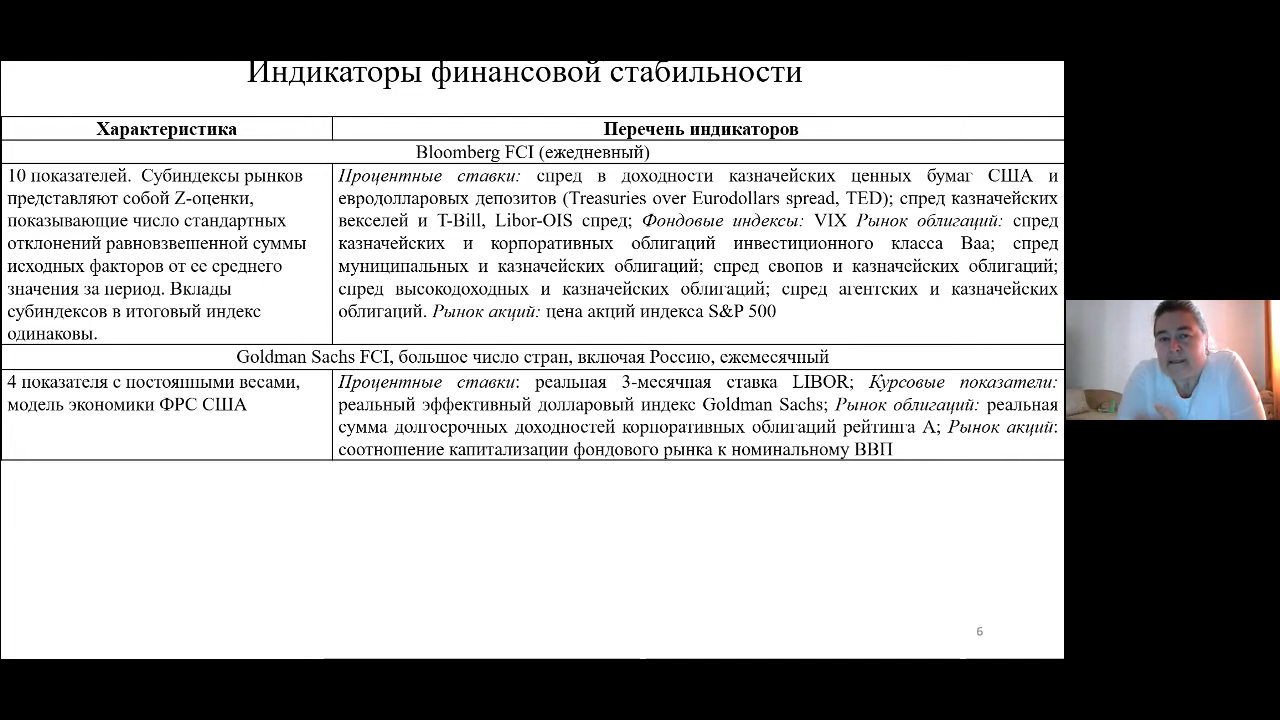 Индикаторы финансовой стабильности
Характеристика
Перечень индикаторов
Bloomberg FCI (ежедневный)
10 показателей. Субиндексы рынков
представляют собой Z-оценки,
показывающие число стандартных
отклонений равновзвешенной суммы
исходных факторов от ее среднего
значения за период. Вклады
субиндексов в итоговый индекс
одинаковы.
Процентные ставки: спред в доходности казначейских ценных бумаг США и
евродолларовых депозитов (Treasuries over Eurodollars spread, TED); спред казначейских
векселей и T-Bill, Libor-OIS спред; Фондовые индексы: VIX Рынок облигаций: спред
казначейских и корпоративных облигаций инвестиционного класса Baa; спред
муниципальных и казначейских облигаций; спред свопов и казначейских облигаций;
спред высокодоходных и казначейских облигаций; спред агентских и казначейских
облигаций. Рынок акций: цена акций индекса S&P 500
Goldman Sachs FCI, большое число стран, включая Россию, ежемесячный
4 показателя с постоянными весами,
модель экономики ФРС США
Процентные ставки: реальная 3-месячная ставка LIBOR; Курсовые показатели:
реальный эффективный долларовый индекс Goldman Sachs; Рынок облигаций: реальная
сумма долгосрочных доходностей корпоративных облигаций рейтинга А; Рынок акций:
соотношение капитализации фондового рынка к номинальному ВВП
6